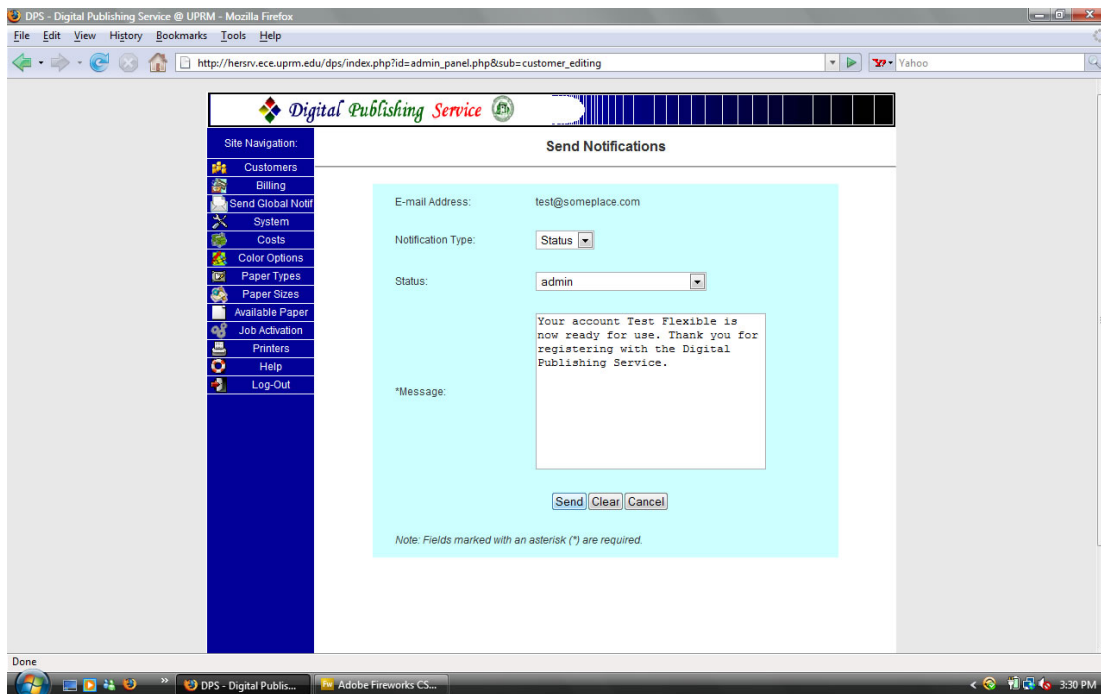 DPS - Digital Publishing Service @ UPRM - Mozilla Firefox
File Edit View History Bookmarks Tools Help
http://hersrv.ece.uprm.edu/dps/index.php?id=admin_panel.php&sub=customer_editing
Yahoo
Digital Publishing Service
Site Navigation:
Send Notifications
Customers
Billing
Send Global Notif
System
Costs
Color Options
Paper Types
Paper Sizes
Available Paper
Job Activation
Printers
Help
Log-Out
E-mail Address: test@someplace.com
Notification Type: Status
Status: admin
*Message:
Your account Test Flexible is
now ready for use. Thank you for
registering with the Digital
Publishing Service.
Send Clear Cancel
Note: Fields marked with an asterisk (*) are required.
Done
DPS - Digital Publis...
Fw Adobe Fireworks CS...
3:30 PM